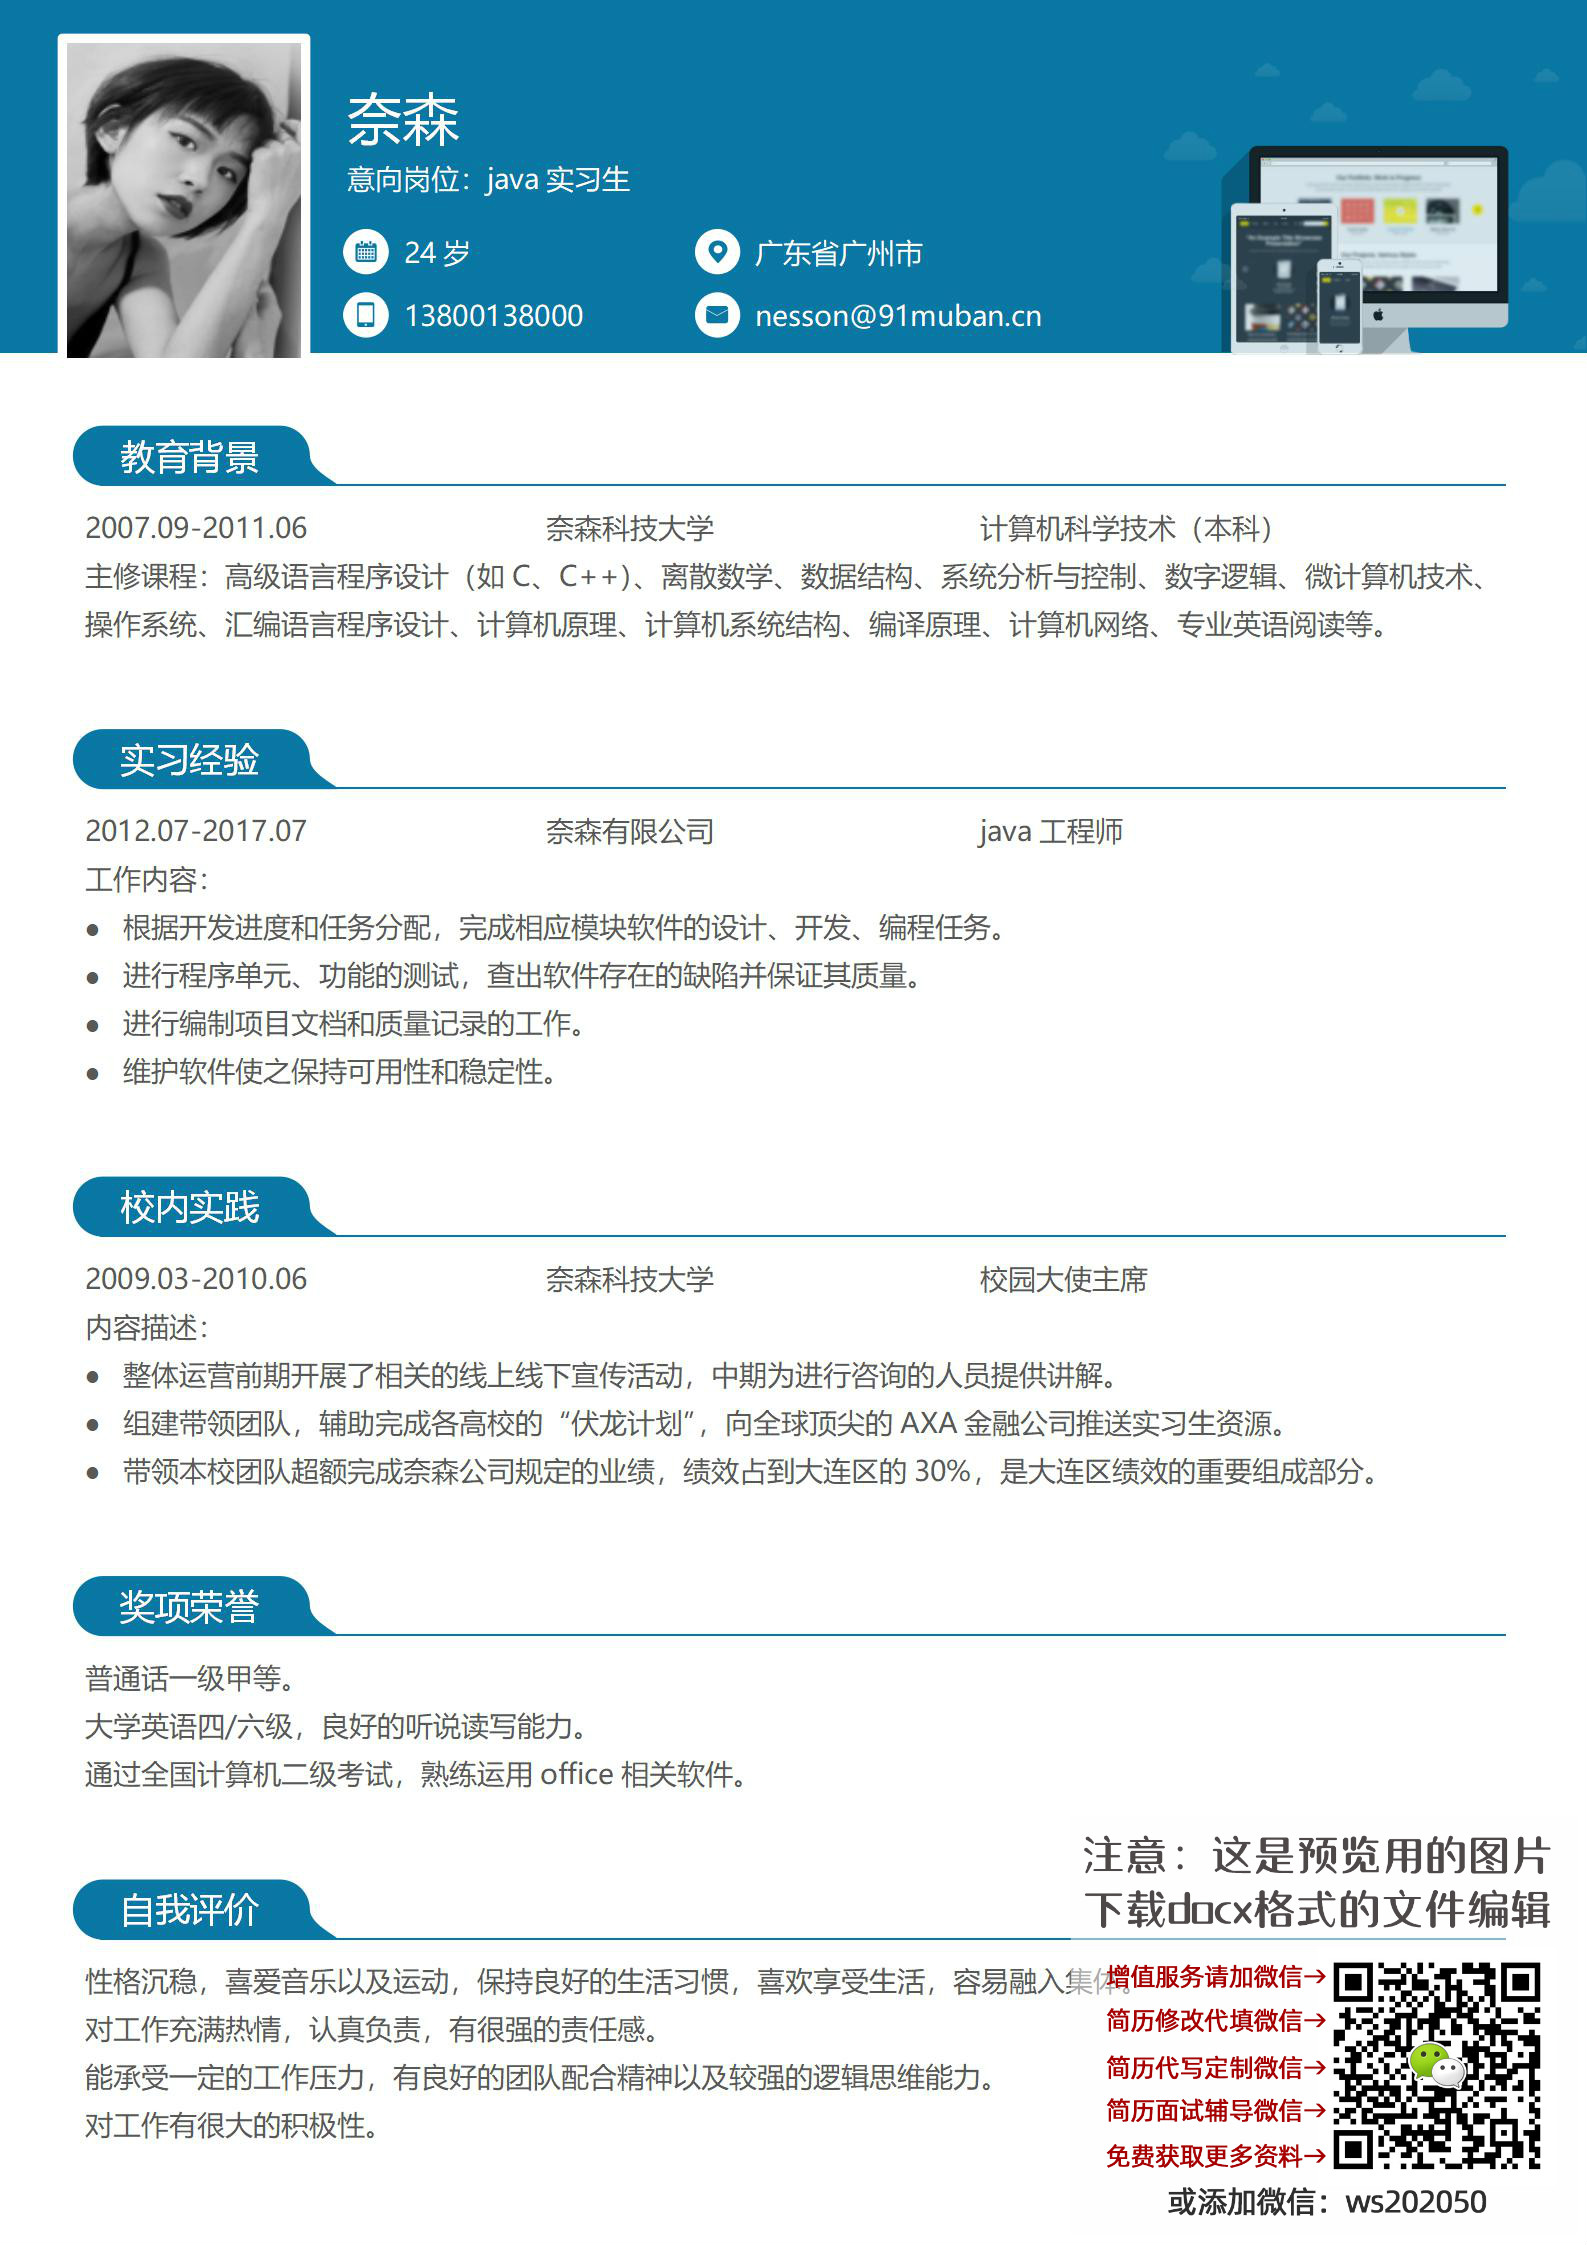 奈森
意向岗位：java 实习生
24 岁
广东省广州市
13800138000
nesson@91muban.cn
教育背景
2007.09-2011.06 奈森科技大学 计算机科学技术（本科）
主修课程：高级语言程序设计（如 C、C++）、离散数学、数据结构、系统分析与控制、数字逻辑、微计算机技术、
操作系统、汇编语言程序设计、计算机原理、计算机系统结构、编译原理、计算机网络、专业英语阅读等。
实习经验
2012.07-2017.07 奈森有限公司 java 工程师
工作内容：
● 根据开发进度和任务分配，完成相应模块软件的设计、开发、编程任务。
● 进行程序单元、功能的测试，查出软件存在的缺陷并保证其质量。
● 进行编制项目文档和质量记录的工作。
● 维护软件使之保持可用性和稳定性。
校内实践
2009.03-2010.06 奈森科技大学 校园大使主席
内容描述：
● 整体运营前期开展了相关的线上线下宣传活动，中期为进行咨询的人员提供讲解。
● 组建带领团队，辅助完成各高校的“伏龙计划”，向全球顶尖的 AXA 金融公司推送实习生资源。
● 带领本校团队超额完成奈森公司规定的业绩，绩效占到大连区的 30%，是大连区绩效的重要组成部分。
奖项荣誉
普通话一级甲等。
大学英语四/六级，良好的听说读写能力。
通过全国计算机二级考试，熟练运用 office 相关软件。
自我评价
性格沉稳，喜爱音乐以及运动，保持良好的生活习惯，喜欢享受生活，容易融入集体。
对工作充满热情，认真负责，有很强的责任感。
能承受一定的工作压力，有良好的团队配合精神以及较强的逻辑思维能力。
对工作有很大的积极性。
注意：这是预览用的图片
下载docx格式的文件编辑
增值服务请加微信→
简历修改代填微信→
简历代写定制微信→
简历面试辅导微信→
免费获取更多资料→
或添加微信：ws202050